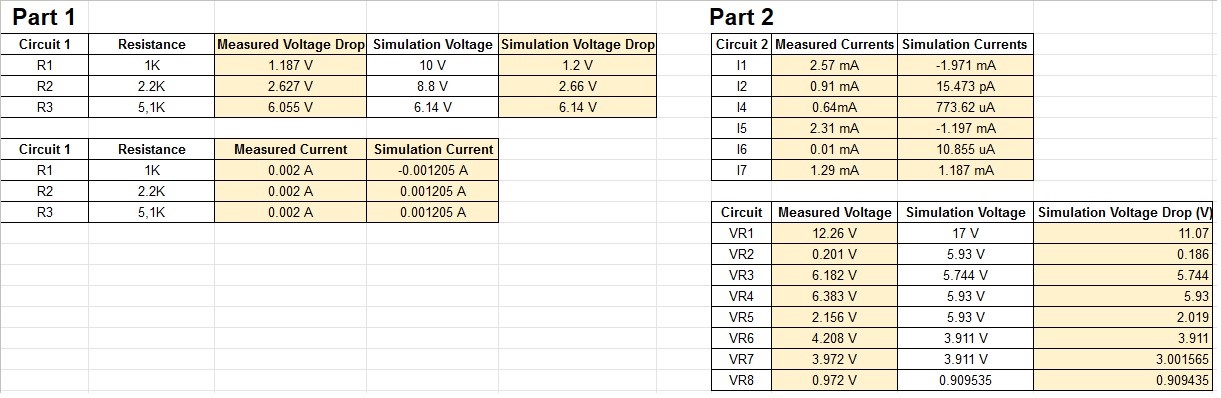 Part 1
Circuit 1 Resistance Measured Voltage Drop Simulation Voltage Simulation Voltage Drop
R1 1K 1.187 V 10 V 1.2 V
R2 2.2K 2.627 V 8.8 V 2.66 V
R3 5,1K 6.055 V 6.14 V 6.14 V
Circuit 1 Resistance Measured Current Simulation Current
R1 1K 0.002 A -0.001205 A
R2 2.2K 0.002 A 0.001205 A
R3 5,1K 0.002 A 0.001205 A
Part 2
Circuit 2 Measured Currents Simulation Currents
I1 2.57 mA -1.971 mA
I2 0.91 mA 15.473 pA
I4 0.64mA 773.62 uA
I5 2.31 mA -1.197 mA
I6 0.01 mA 10.855 uA
I7 1.29 mA 1.187 mA
Circuit Measured Voltage Simulation Voltage Simulation Voltage Drop (V)
VR1 12.26 V 17 V 11.07
VR2 0.201 V 5.93 V 0.186
VR3 6.182 V 5.744 V 5.744
VR4 6.383 V 5.93 V 5.93
VR5 2.156 V 5.93 V 2.019
VR6 4.208 V 3.911 V 3.911
VR7 3.972 V 3.911 V 3.001565
VR8 0.972 V 0.909535 0.909435